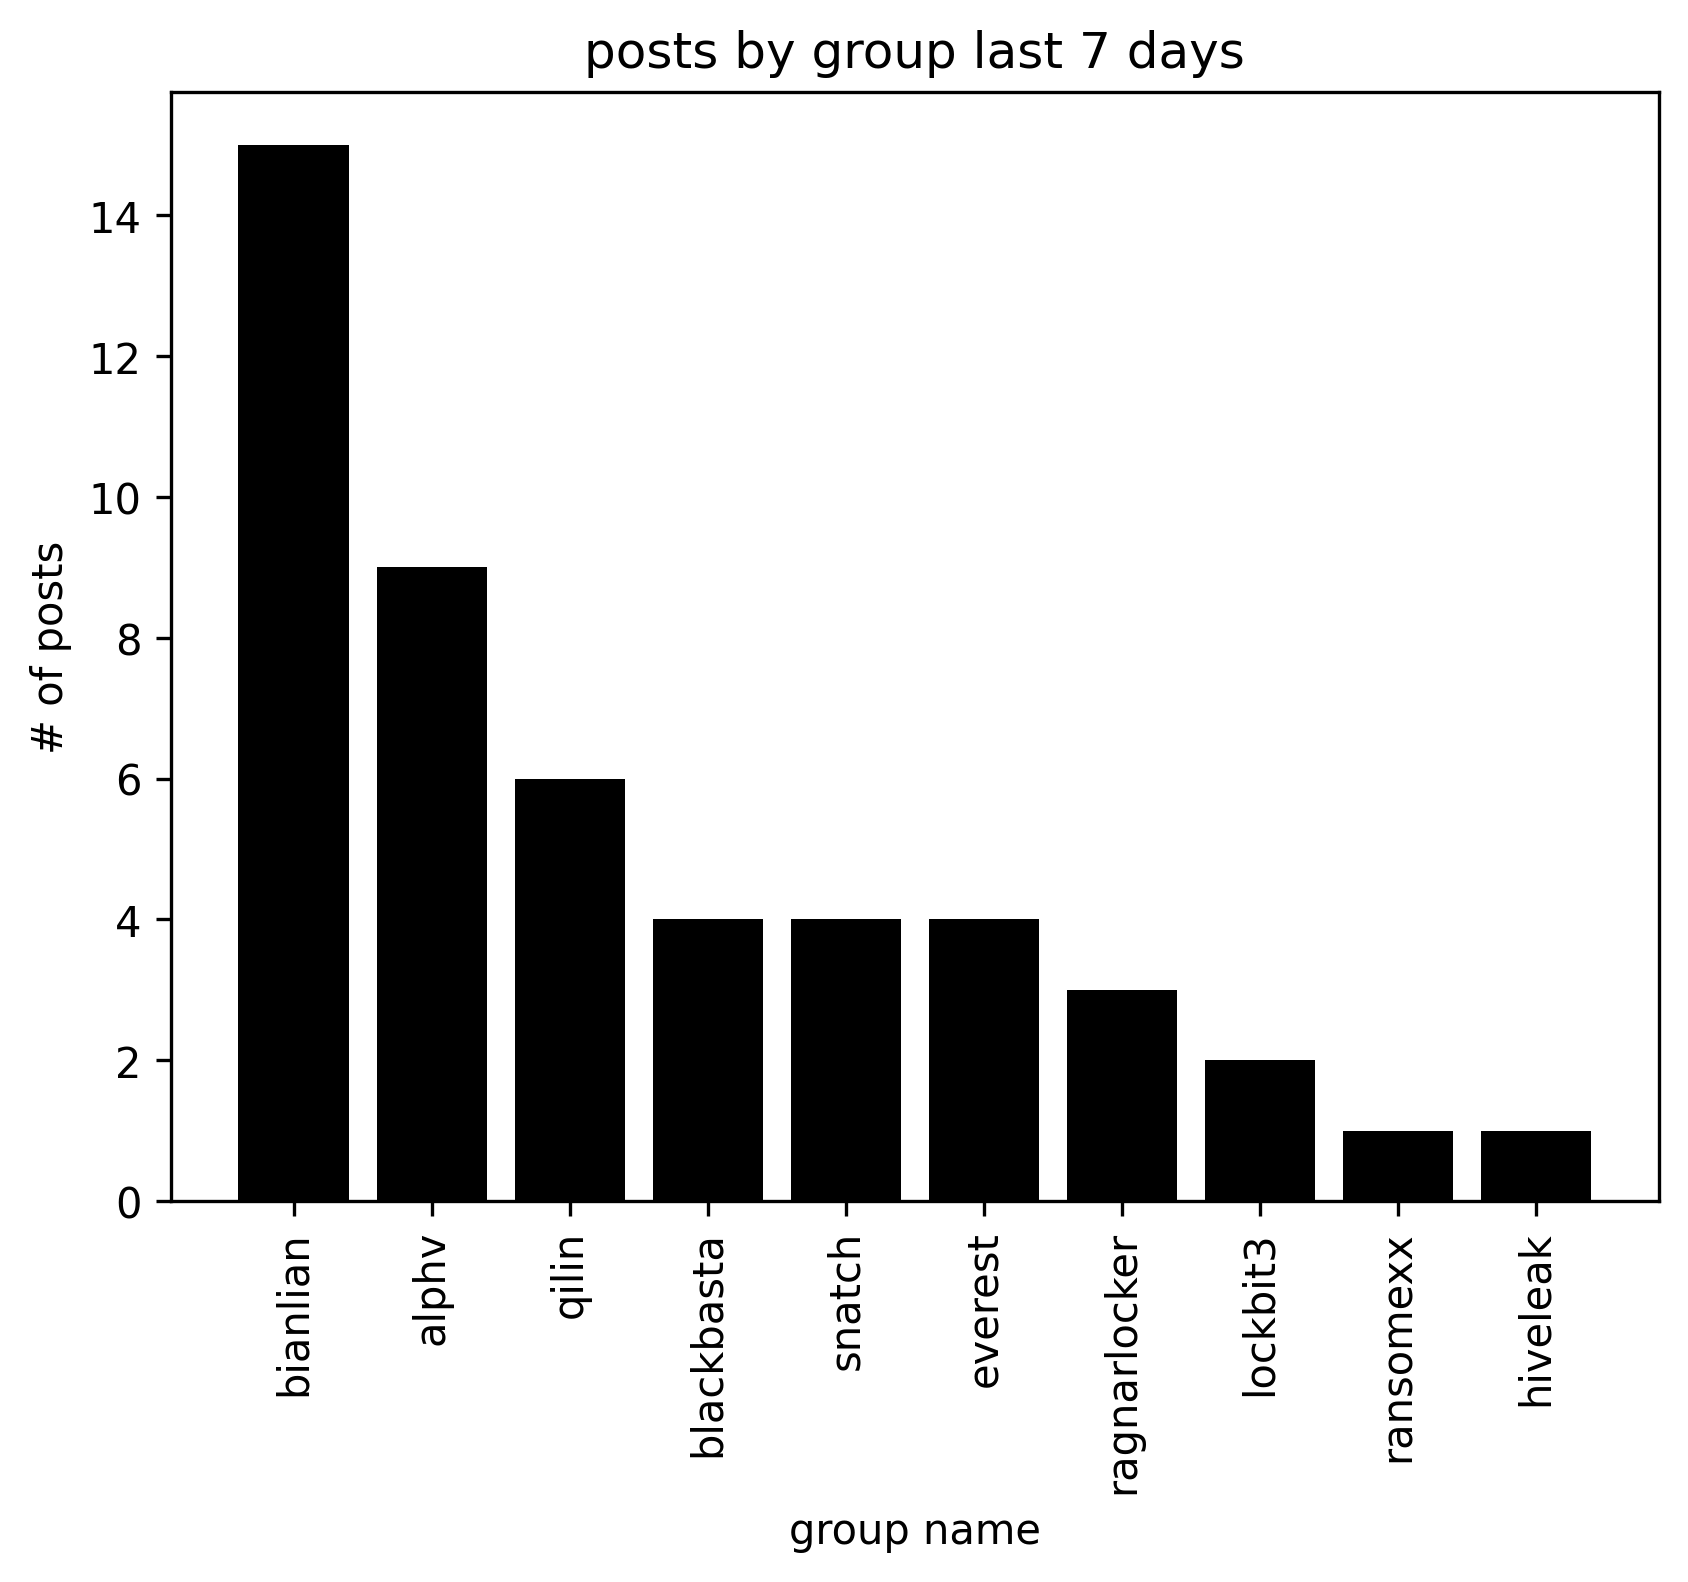 posts by group last 7 days
# of posts
14
12
10
8
6
4
2
0
bianlian
alphv
qilin
blackbasta
snatch
everest
ragnarlocker
lockbit3
ransomexx
hiveleak
group name